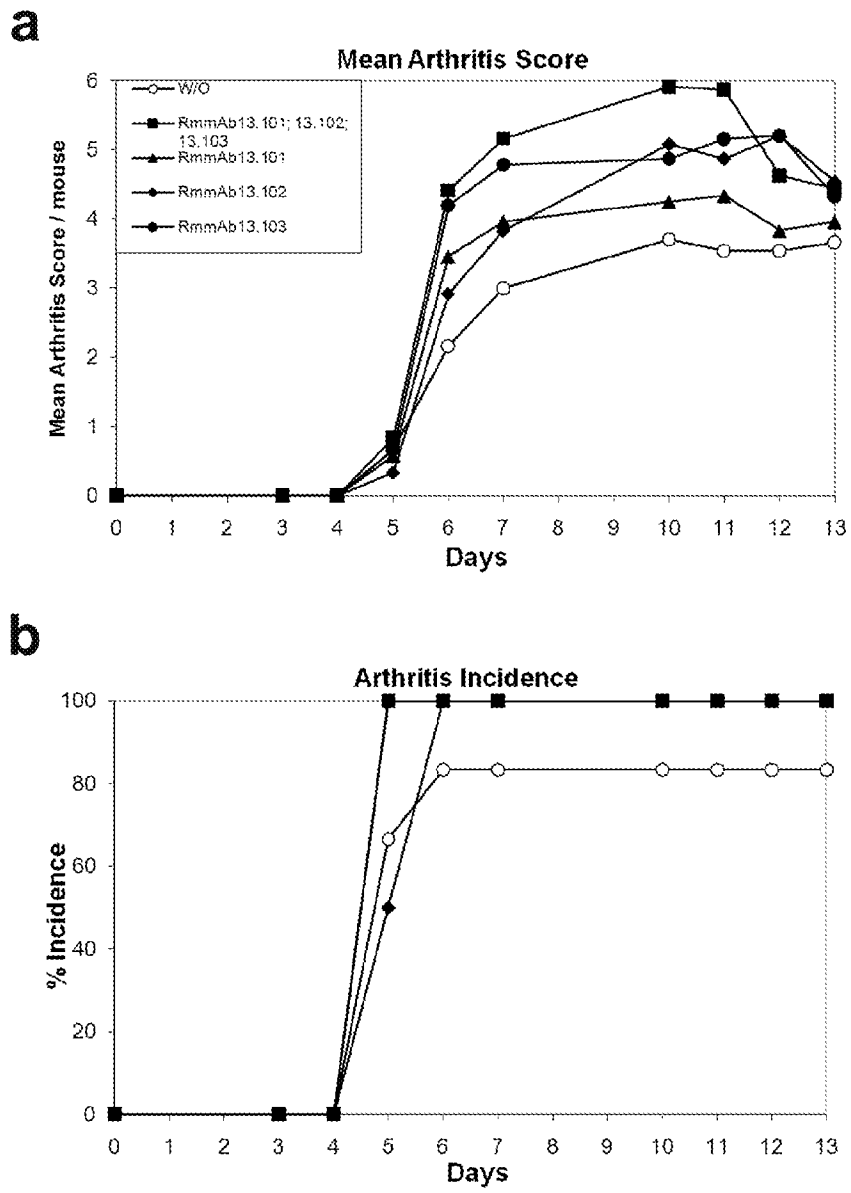 a
Mean Arthritis Score
Mean Arthritis Score / mouse
6
5
4
3
2
1
0
W/O
RmmAb13.101; 13.102;
13.103
RmmAb13.101
RmmAb13.102
RmmAb13.103
0 1 2 3 4 5 6 7 8 9 10 11 12 13
Days
b
Arthritis Incidence
% Incidence
100
80
60
40
20
0
0 1 2 3 4 5 6 7 8 9 10 11 12 13
Days